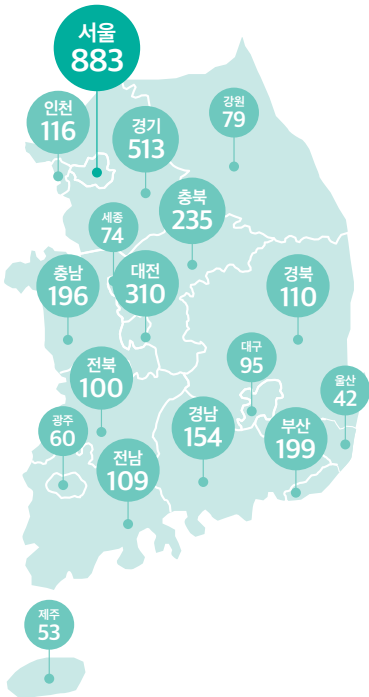 서울
883
인천
116
경기
513
강원
79
충북
235
세종
74
충남
196
대전
310
경북
110
전북
100
대구
95
울산
42
광주
60
경남
154
부산
199
전남
109
제주
53